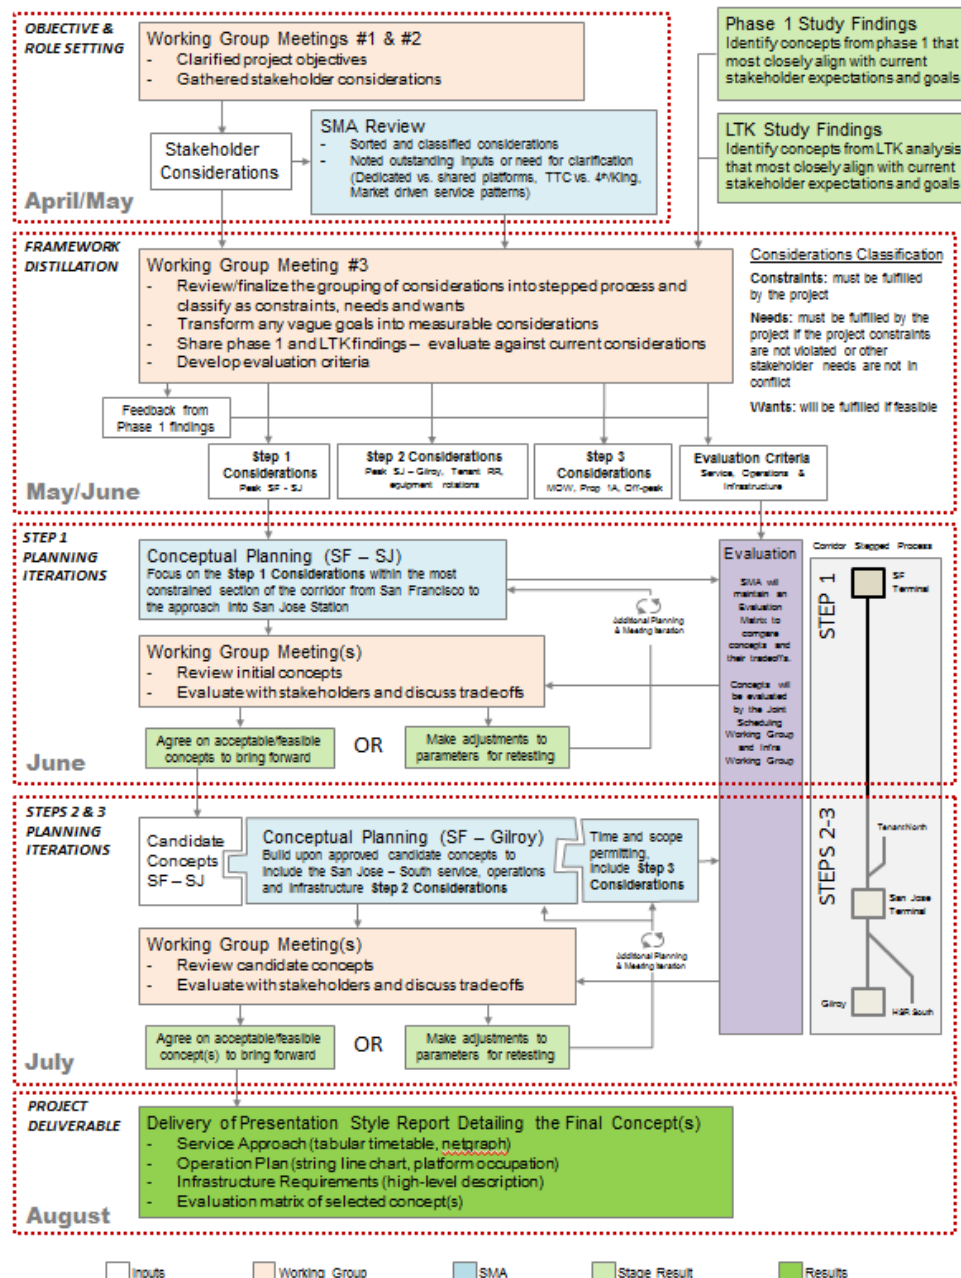 OBJECTIVE &
ROLE SETTING
Working Group Meetings #1 & #2
- Clarified project objectives
- Gathered stakeholder considerations
Phase 1 Study Findings
Identify concepts from phase 1 that
most closely align with current
stakeholder expectations and goals
Stakeholder
Considerations
SMA Review
- Sorted and classified considerations
- Noted outstanding inputs or need for clarification
(Dedicated vs. shared platforms, TTC vs. 4th/King,
Market driven service patterns)
LTK Study Findings
Identify concepts from LTK analysis
that most closely align with current
stakeholder expectations and goals
April/May
FRAMEWORK
DISTILLATION
Working Group Meeting #3
- Review/finalize the grouping of considerations into stepped process and
classify as constraints, needs and wants
- Transform any vague goals into measurable considerations
- Share phase 1 and LTK findings – evaluate against current considerations
- Develop evaluation criteria
Considerations Classification
Constraints: must be fulfilled
by the project
Needs: must be fulfilled by the
project if the project constraints
are not violated or other
stakeholder needs are not in
conflict
Wants: will be fulfilled if feasible
Feedback from
Phase 1 findings
Step 1
Considerations
Peak SF - SJ
Step 2 Considerations
Peak SJ – Gilroy, Tenant RR,
equipment rotations
Step 3
Considerations
MOW, Prop 1A, Off-peak
Evaluation Criteria
Service, Operations &
Infrastructure
May/June
STEP 1
PLANNING
ITERATIONS
Conceptual Planning (SF – SJ)
Focus on the Step 1 Considerations within the most
constrained section of the corridor from San Francisco to
the approach into San Jose Station
Additional Planning
& Meeting Iteration
Working Group Meeting(s)
- Review initial concepts
- Evaluate with stakeholders and discuss tradeoffs
Agree on acceptable/feasible
concepts to bring forward
OR
Make adjustments to
parameters for retesting
June
Evaluation
SMA will
maintain an
Evaluation
Matrix to
compare
concepts and
their tradeoffs.
Concepts will
be evaluated
by the Joint
Scheduling
Working Group
and Infra
Working Group
Corridor Stepped Process
STEP 1
SF
Terminal
STEPS 2-3
Tenant North
San Jose
Terminal
Gilroy
HSR South
STEPS 2 & 3
PLANNING
ITERATIONS
Candidate
Concepts
SF – SJ
Conceptual Planning (SF – Gilroy)
Build upon approved candidate concepts to
include the San Jose – South service, operations
and infrastructure Step 2 Considerations
Time and scope
permitting,
include Step 3
Considerations
Additional Planning
& Meeting Iteration
Working Group Meeting(s)
- Review candidate concepts
- Evaluate with stakeholders and discuss tradeoffs
Agree on acceptable/feasible
concept(s) to bring forward
OR
Make adjustments to
parameters for retesting
July
PROJECT
DELIVERABLE
Delivery of Presentation Style Report Detailing the Final Concept(s)
- Service Approach (tabular timetable, netgraph)
- Operation Plan (string line chart, platform occupation)
- Infrastructure Requirements (high-level description)
- Evaluation matrix of selected concept(s)
August
Inputs
Working Group
SMA
Stage Result
Results